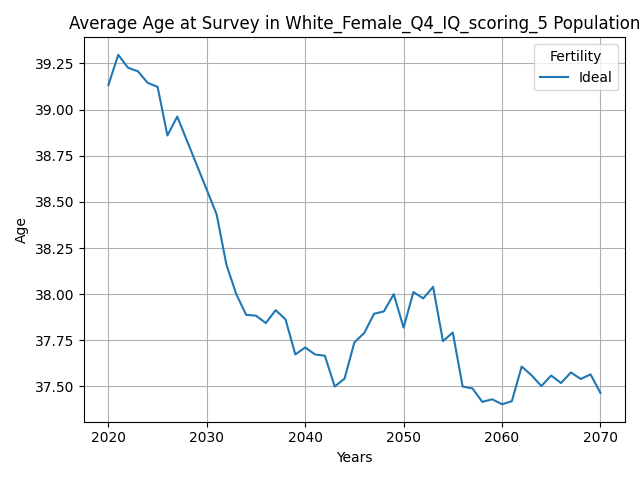 Average Age at Survey in White_Female_Q4_IQ_scoring_5 Population
Fertility
Ideal
39.25
39.00
38.75
38.50
38.25
38.00
37.75
37.50
Age
2020 2030 2040 2050 2060 2070
Years